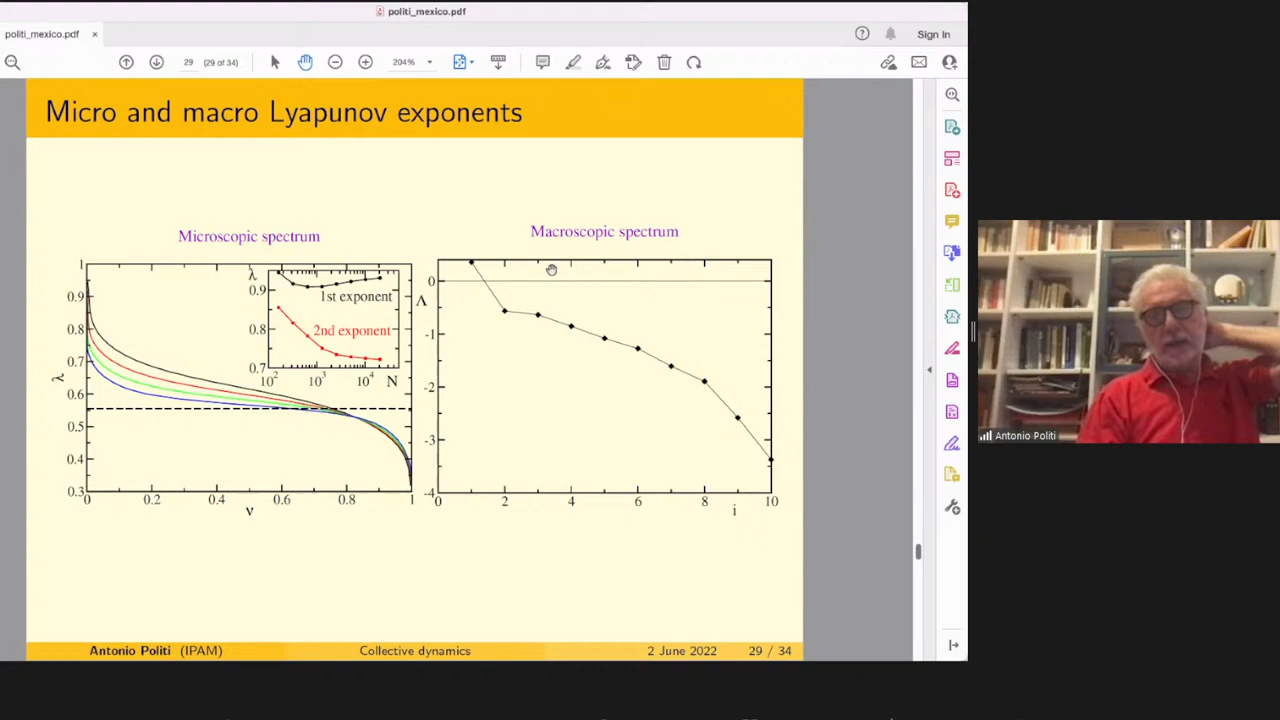 politi_mexico.pdf
politi_mexico.pdf ×
Sign In
29 (29 of 34)
204%
Micro and macro Lyapunov exponents
Microscopic spectrum
1
0.9
0.8
0.7
0.6
0.5
0.4
0.3
λ
0 0.2 0.4 0.6 0.8 1
ν
λ
0.9
0.8
0.7
1st exponent
2nd exponent
10² 10³ 10⁴ N
Macroscopic spectrum
0
Λ
-1
-2
-3
-4
0 2 4 6 8 10
i
Antonio Politi (IPAM) Collective dynamics 2 June 2022 29 / 34
Antonio Politi